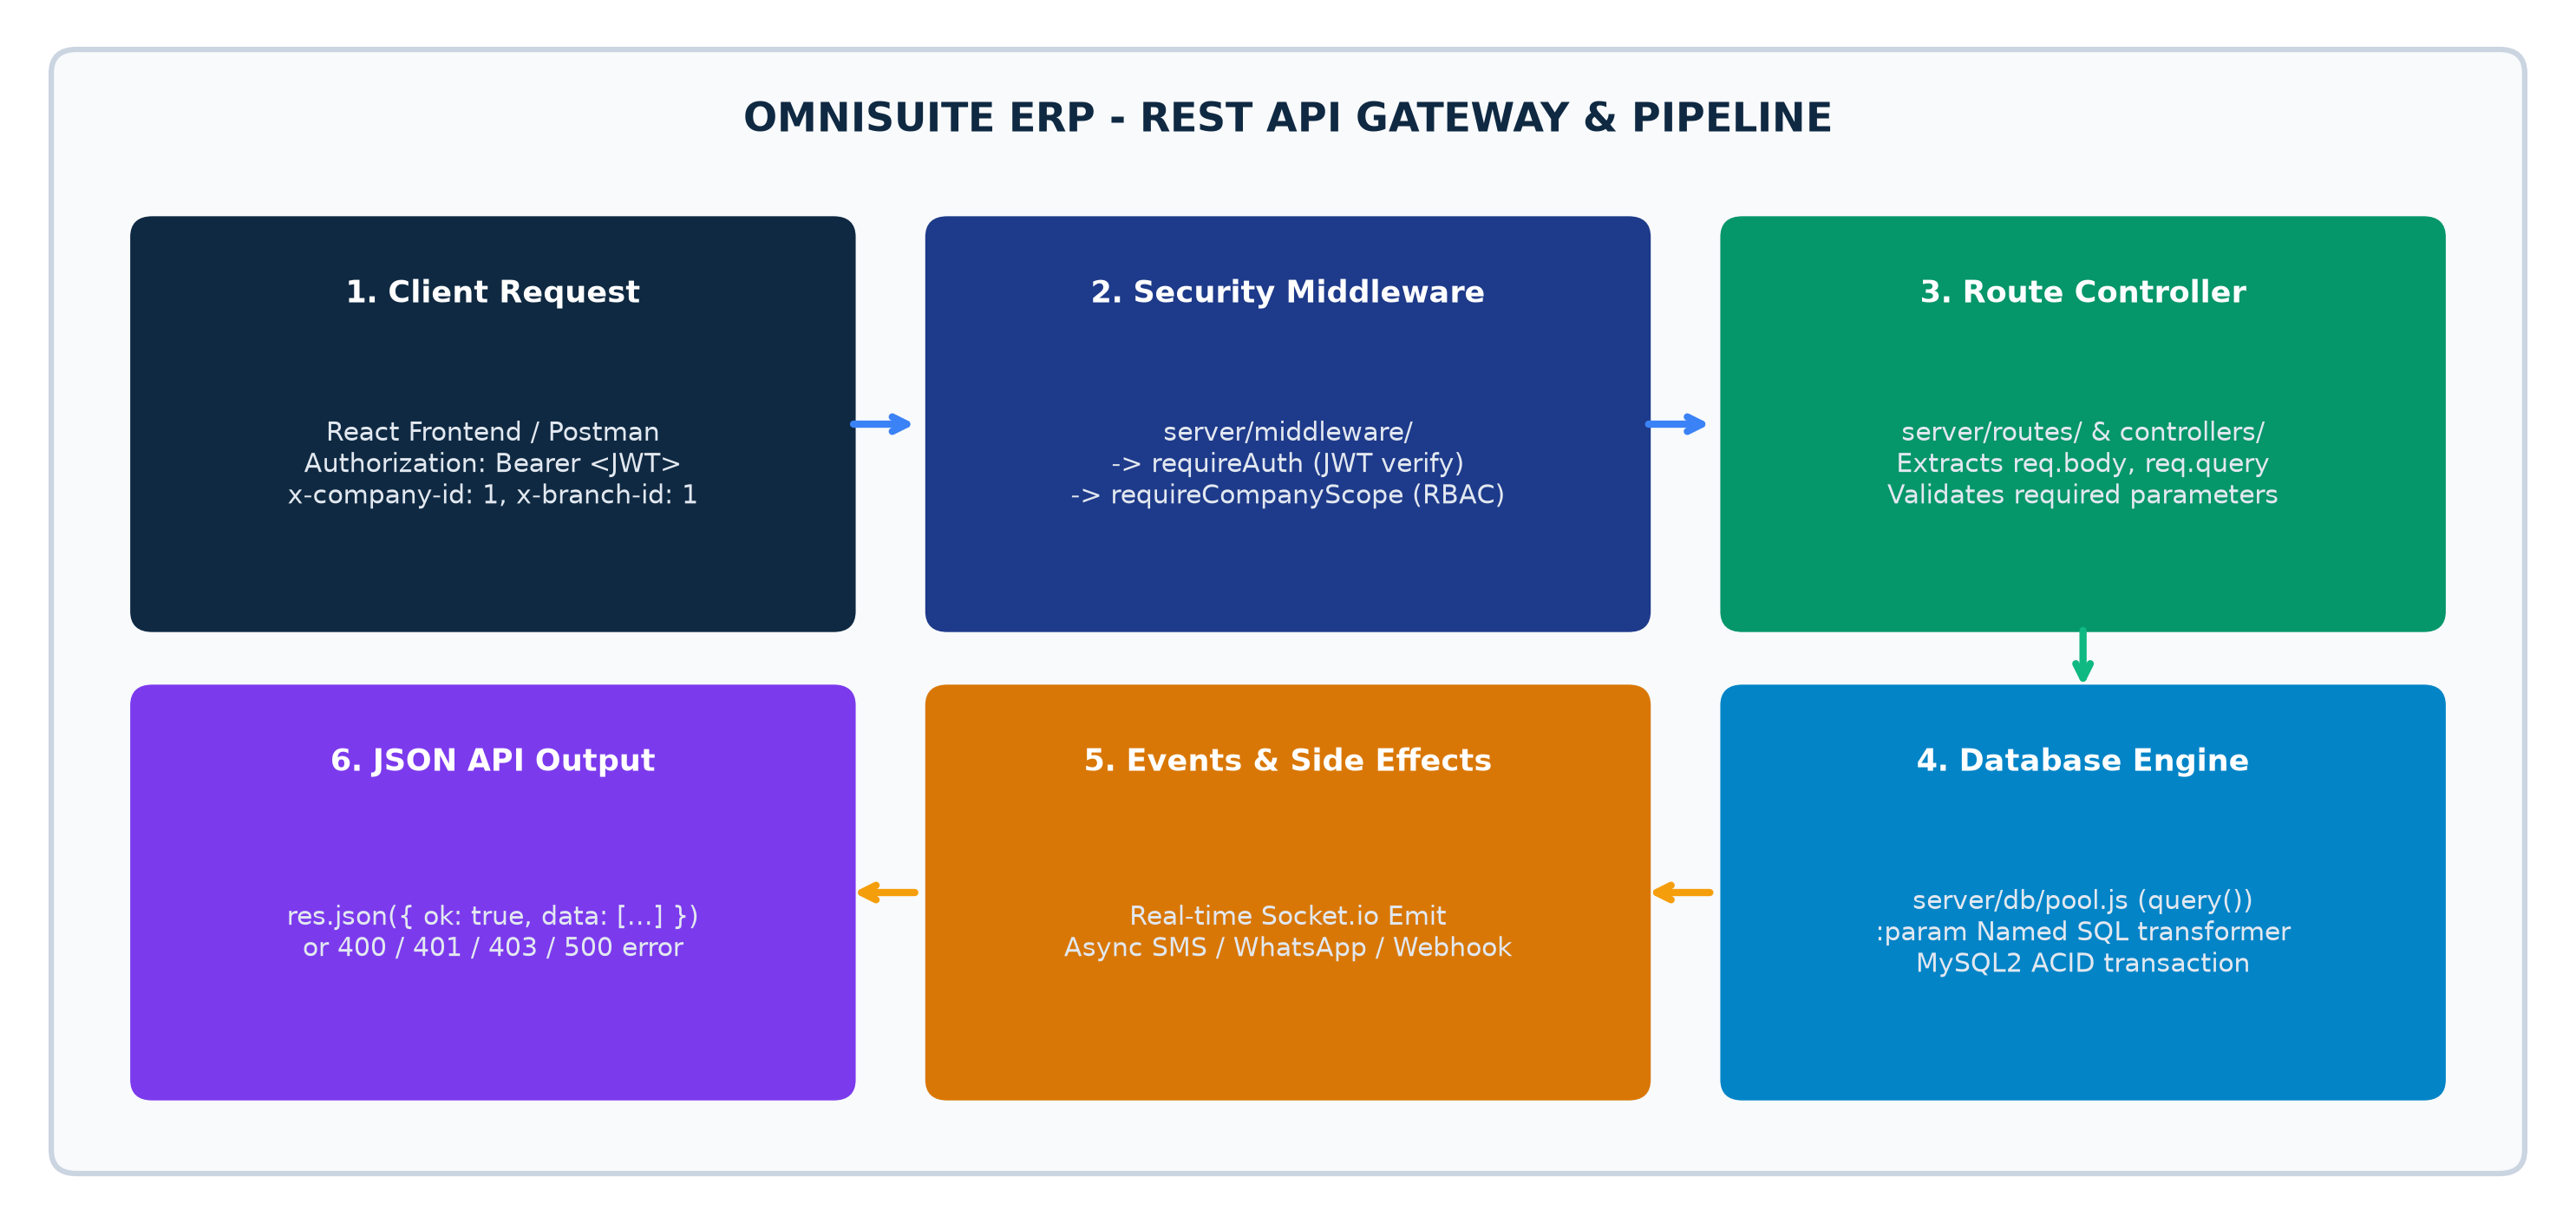 OMNISUITE ERP - REST API GATEWAY & PIPELINE
1. Client Request
React Frontend / Postman
Authorization: Bearer <JWT>
x-company-id: 1, x-branch-id: 1
2. Security Middleware
server/middleware/
-> requireAuth (JWT verify)
-> requireCompanyScope (RBAC)
3. Route Controller
server/routes/ & controllers/
Extracts req.body, req.query
Validates required parameters
4. Database Engine
server/db/pool.js (query())
:param Named SQL transformer
MySQL2 ACID transaction
5. Events & Side Effects
Real-time Socket.io Emit
Async SMS / WhatsApp / Webhook
6. JSON API Output
res.json({ ok: true, data: [...] })
or 400 / 401 / 403 / 500 error